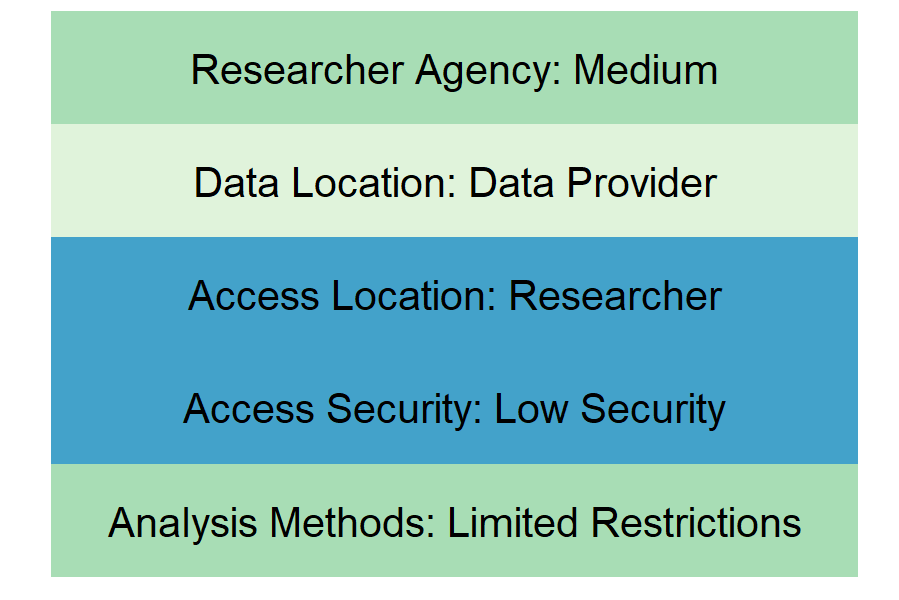 Researcher Agency: Medium
Data Location: Data Provider
Access Location: Researcher
Access Security: Low Security
Analysis Methods: Limited Restrictions